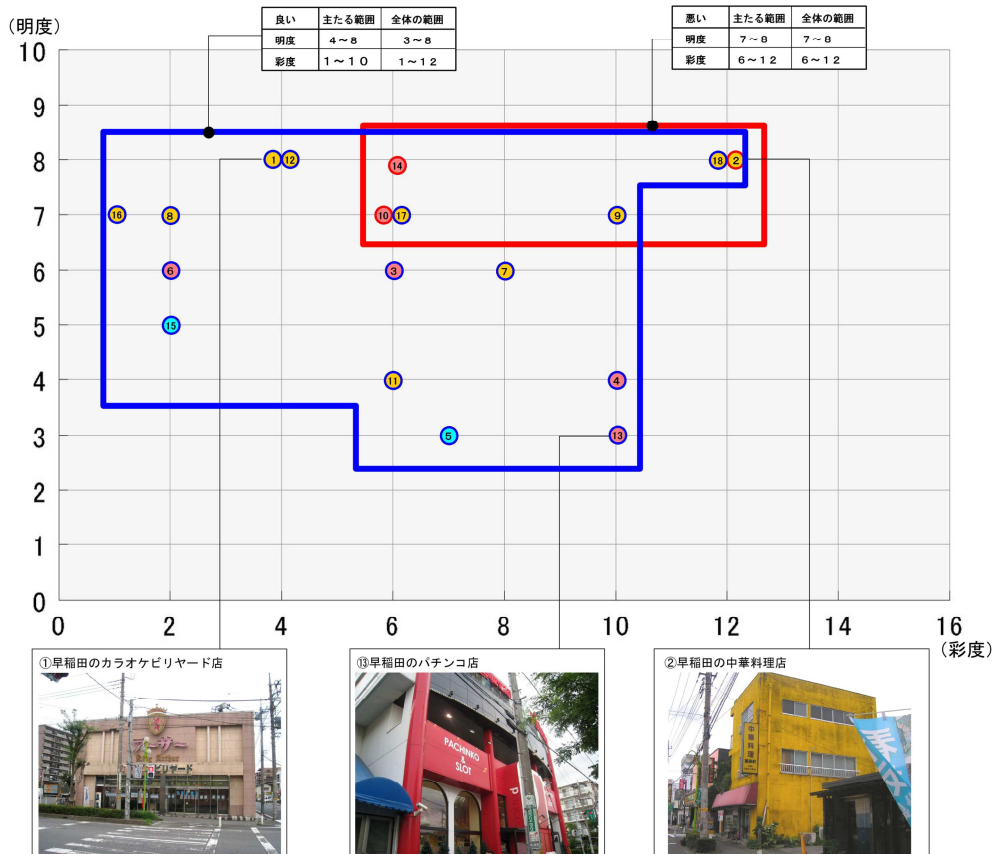 (明度)
良い 主たる範囲 全体の範囲
明度 4～8 3～8
彩度 1～10 1～12
悪い 主たる範囲 全体の範囲
明度 7～8 7～8
彩度 6～12 6～12
10
9
8
7
6
5
4
3
2
1
0
1 12 14 18 2
16 8 10 17 9
6 3 7
15
11 4
5 13
0 2 4 6 8 10 12 14 16
(彩度)
①早稲田のカラオケビリヤード店
⑬早稲田のパチンコ店
②早稲田の中華料理店
ビリヤード
PACHINKO
&
SLOT
P
中華料理